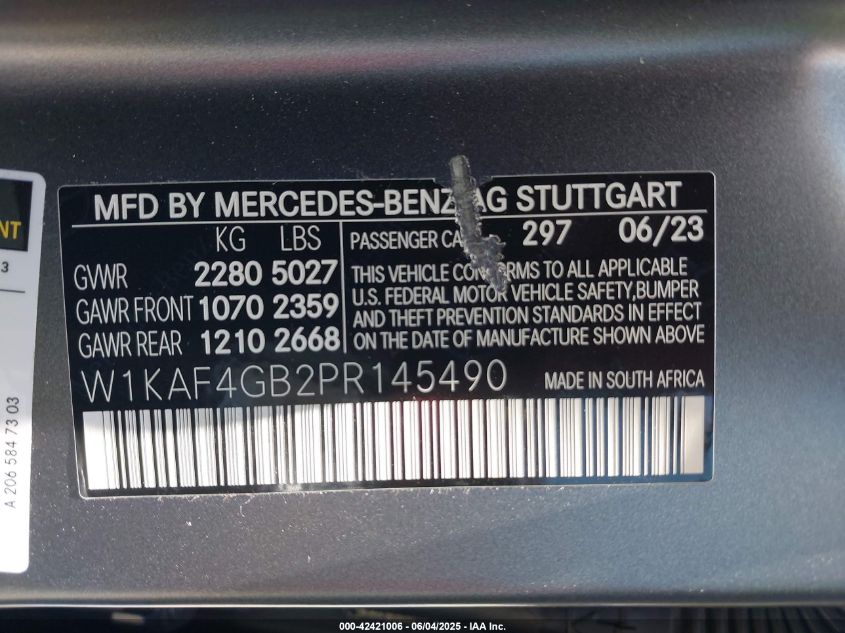 MFD BY MERCEDES-BENZ AG STUTTGART
KG LBS
PASSENGER CA 297 06/23
GVWR 2280 5027
GAWR FRONT 1070 2359
GAWR REAR 1210 2668
THIS VEHICLE CONFORMS TO ALL APPLICABLE
U.S. FEDERAL MOTOR VEHICLE SAFETY,BUMPER
AND THEFT PREVENTION STANDARDS IN EFFECT
ON THE DATE OF MANUFACTURE SHOWN ABOVE
W1KAF4GB2PR145490 MADE IN SOUTH AFRICA
NT
3
A 206 584 73 03
000-42421006 - 06/04/2025 - IAA Inc.